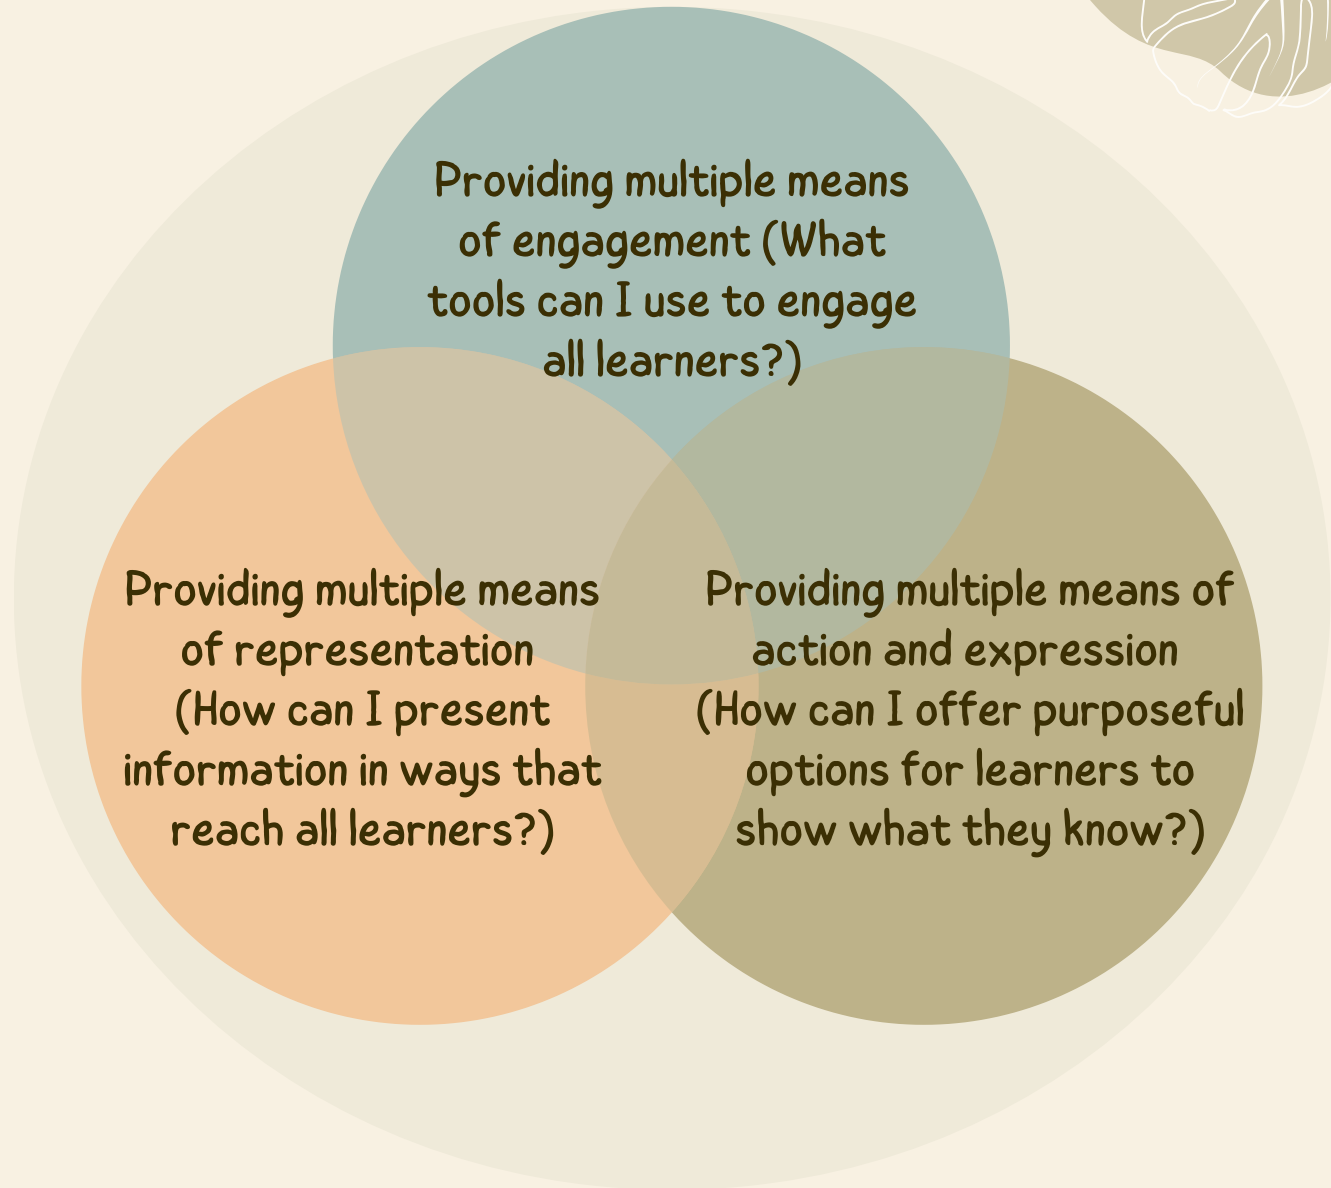 Providing multiple means
of engagement (What
tools can I use to engage
all learners?)
Providing multiple means
of representation
(How can I present
information in ways that
reach all learners?)
Providing multiple means of
action and expression
(How can I offer purposeful
options for learners to
show what they know?)